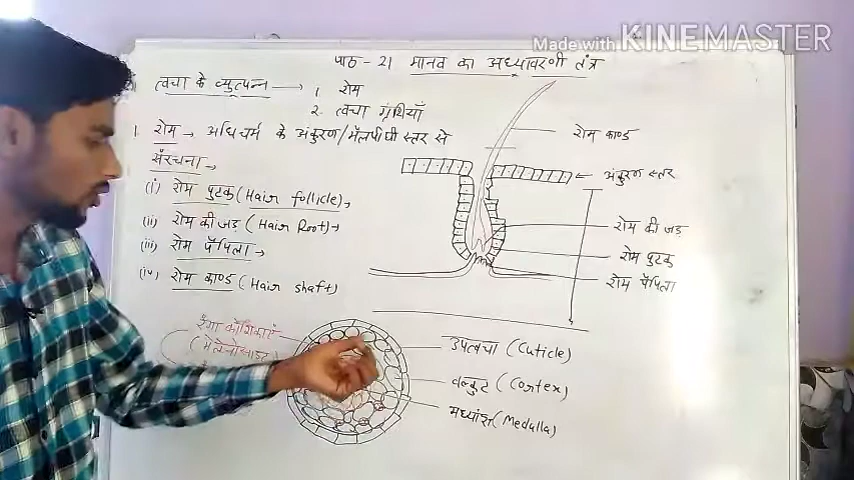 Made with KINEMASTER
पाठ - 21 मानव का अध्यावरणी तंत्र
त्वचा के व्युत्पन्न → 1. रोम
2. त्वचा ग्रंथियाँ
1. रोम → अधिचर्म के अंकुरण/मैलपीघी स्तर से
संरचना →
(i) रोम पुटक (Hair follicle) →
(ii) रोम की जड़ (Hair Root) →
(iii) रोम पैपिला →
(iv) रोम काण्ड (Hair shaft)
रोम काण्ड
अंकुरण स्तर
रोम की जड़
रोम पुटक
रोम पैपिला
रंगा कोशिकाएं
(मेलेनोसाइट)
उपत्वचा (Cuticle)
वल्कुट (Cortex)
मध्यांश (Medulla)